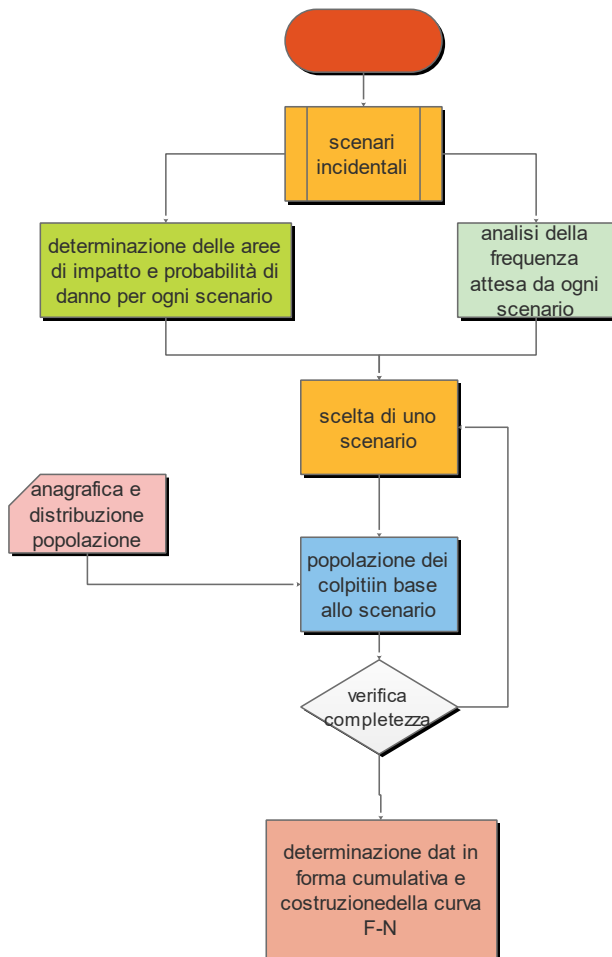 scenari
incidentali
determinazione delle aree
di impatto e probabilità di
danno per ogni scenario
analisi della
frequenza
attesa da ogni
scenario
scelta di uno
scenario
anagrafica e
distribuzione
popolazione
popolazione dei
colpitiin base
allo scenario
verifica
completezza
determinazione dat in
forma cumulativa e
costruzionedella curva
F-N